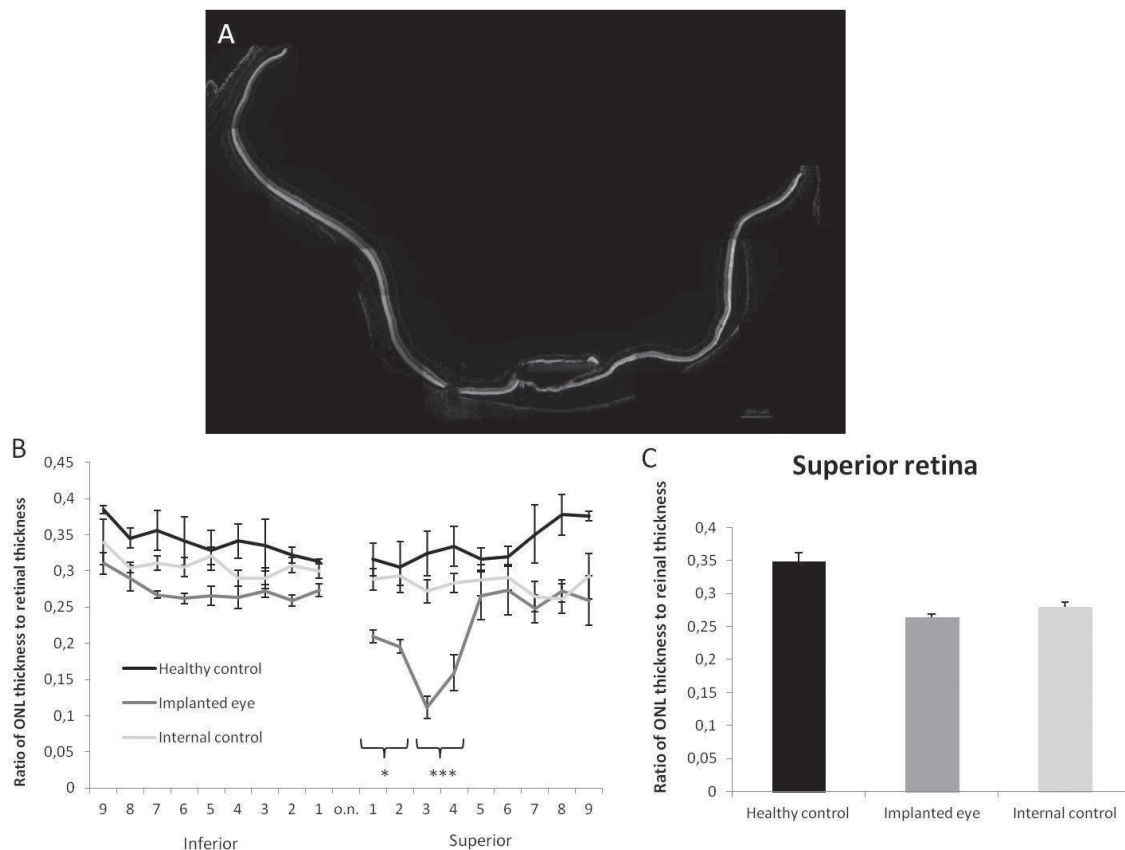 A
B
Ratio of ONL thickness to retinal thickness
0,45
0,4
0,35
0,3
0,25
0,2
0,15
0,1
0,05
0
Healthy control
Implanted eye
Internal control
* ***
9 8 7 6 5 4 3 2 1 o.n. 1 2 3 4 5 6 7 8 9
Inferior Superior
C
Superior retina
Ratio of ONL thickness to reinal thickness
0,4
0,35
0,3
0,25
0,2
0,15
0,1
0,05
0
Healthy control Implanted eye Internal control